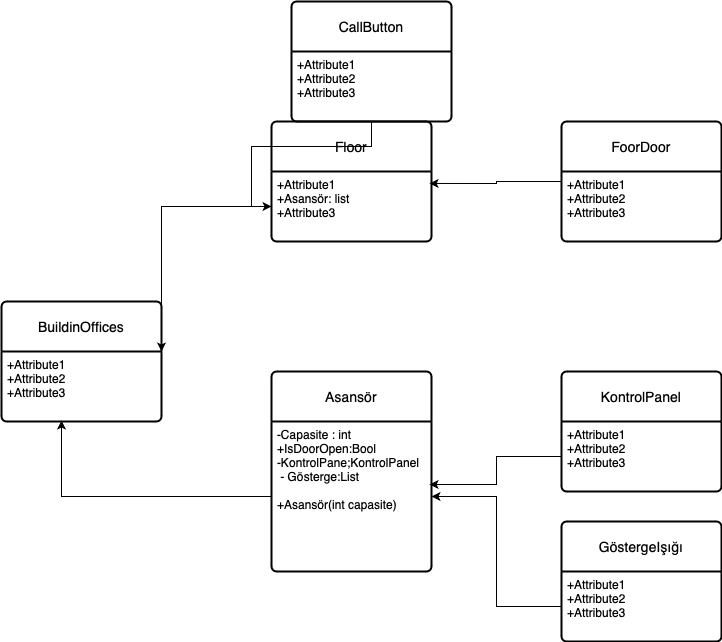 CallButton
+Attribute1
+Attribute2
+Attribute3
Floor
+Attribute1
+Asansör: list
+Attribute3
FoorDoor
+Attribute1
+Attribute2
+Attribute3
BuildinOffices
+Attribute1
+Attribute2
+Attribute3
Asansör
-Capasite : int
+IsDoorOpen:Bool
-KontrolPane;KontrolPanel
- Gösterge:List
+Asansör(int capasite)
KontrolPanel
+Attribute1
+Attribute2
+Attribute3
GöstergeIşığı
+Attribute1
+Attribute2
+Attribute3